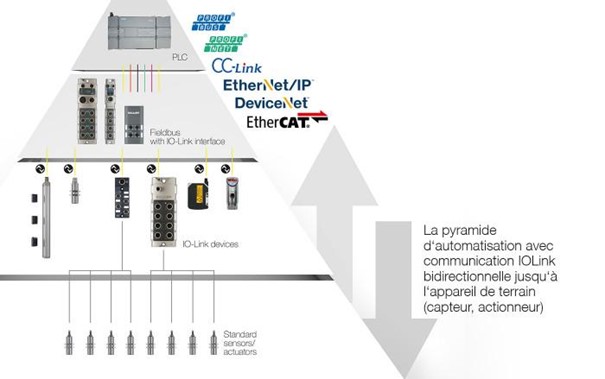 PROFI
BUS
PROFI
NET
PLC
CC-Link
EtherNet/IP
DeviceNet
EtherCAT
Fieldbus
with IO-Link interface
IO-Link devices
La pyramide
d'automatisation avec
communication IOLink
bidirectionnelle jusqu'à
l'appareil de terrain
(capteur, actionneur)
Standard
sensors/
actuators